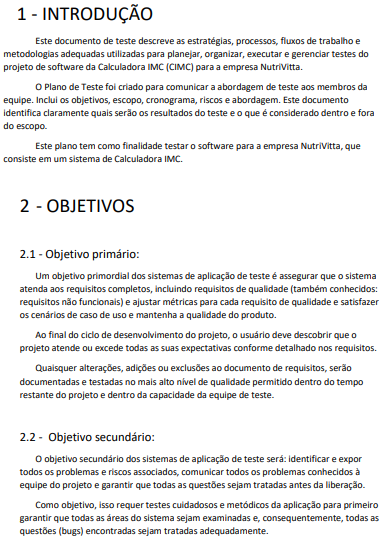 1 - INTRODUÇÃO
Este documento de teste descreve as estratégias, processos, fluxos de trabalho e
metodologias adequadas utilizadas para planejar, organizar, executar e gerenciar testes do
projeto de software da Calculadora IMC (CIMC) para a empresa NutriVitta.
O Plano de Teste foi criado para comunicar a abordagem de teste aos membros da
equipe. Inclui os objetivos, escopo, cronograma, riscos e abordagem. Este documento
identifica claramente quais serão os resultados do teste e o que é considerado dentro e fora
do escopo.
Este plano tem como finalidade testar o software para a empresa NutriVitta, que
consiste em um sistema de Calculadora IMC.
2 - OBJETIVOS
2.1 - Objetivo primário:
Um objetivo primordial dos sistemas de aplicação de teste é assegurar que o sistema
atenda aos requisitos completos, incluindo requisitos de qualidade (também conhecidos:
requisitos não funcionais) e ajustar métricas para cada requisito de qualidade e satisfazer
os cenários de caso de uso e mantenha a qualidade do produto.
Ao final do ciclo de desenvolvimento do projeto, o usuário deve descobrir que o
projeto atende ou excede todas as suas expectativas conforme detalhado nos requisitos.
Quaisquer alterações, adições ou exclusões ao documento de requisitos, serão
documentadas e testadas no mais alto nível de qualidade permitido dentro do tempo
restante do projeto e dentro da capacidade da equipe de teste.
2.2 - Objetivo secundário:
O objetivo secundário dos sistemas de aplicação de teste será: identificar e expor
todos os problemas e riscos associados, comunicar todos os problemas conhecidos à
equipe do projeto e garantir que todas as questões sejam tratadas antes da liberação.
Como objetivo, isso requer testes cuidadosos e metódicos da aplicação para primeiro
garantir que todas as áreas do sistema sejam examinadas e, consequentemente, todas as
questões (bugs) encontradas sejam tratadas adequadamente.